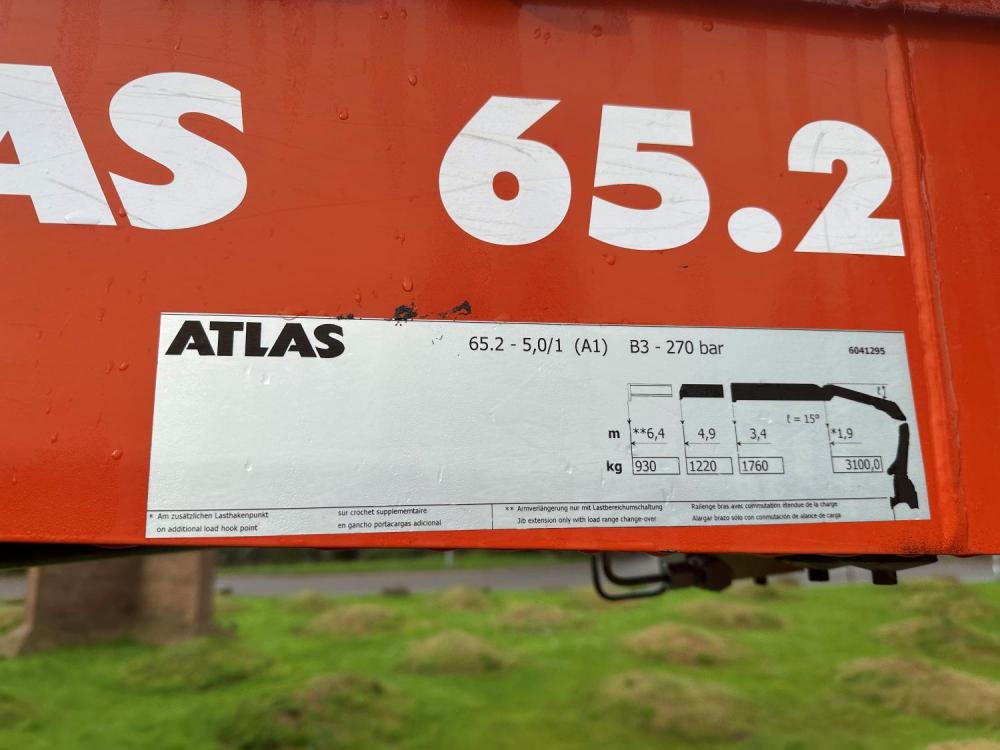 AS 65.2
ATLAS 65.2 - 5,0/1 (A1) B3 - 270 bar 6041295
ℓ
ℓ = 15°
m **6,4 4,9 3,4 *1,9
kg 930 1220 1760 3100,0
* Am zusätzlichen Lasthakenpunkt
on additional load hook point
sur crochet supplememtaire
en gancho portacargas adicional
** Armverlängerung nur mit Lastbereichumschaltung
Jib extension only with load range change-over
Rallenge bras avec commutation étendue de la charge
Alargar brazo sólo con conmutación de alance de carga